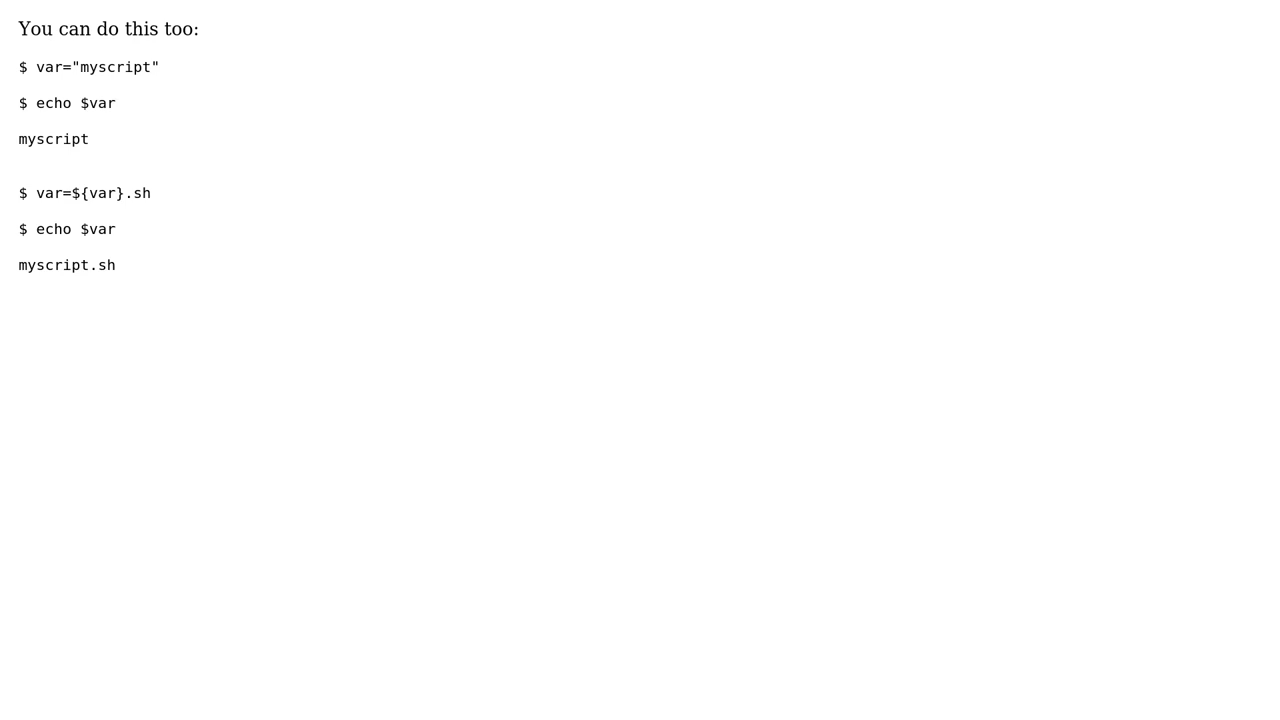 You can do this too:
$ var="myscript"
$ echo $var
myscript
$ var=${var}.sh
$ echo $var
myscript.sh